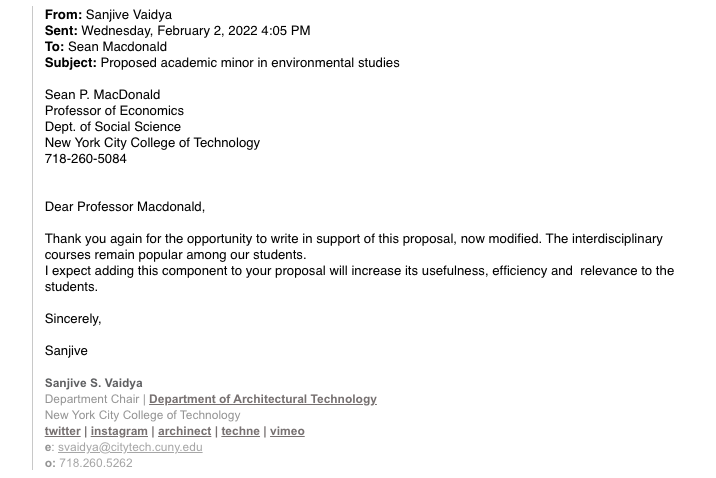 From: Sanjive Vaidya
Sent: Wednesday, February 2, 2022 4:05 PM
To: Sean Macdonald
Subject: Proposed academic minor in environmental studies
Sean P. MacDonald
Professor of Economics
Dept. of Social Science
New York City College of Technology
718-260-5084
Dear Professor Macdonald,
Thank you again for the opportunity to write in support of this proposal, now modified. The interdisciplinary
courses remain popular among our students.
I expect adding this component to your proposal will increase its usefulness, efficiency and  relevance to the
students.
Sincerely,
Sanjive
Sanjive S. Vaidya
Department Chair | Department of Architectural Technology
New York City College of Technology
twitter | instagram | archinect | techne | vimeo
e: svaidya@citytech.cuny.edu
o: 718.260.5262